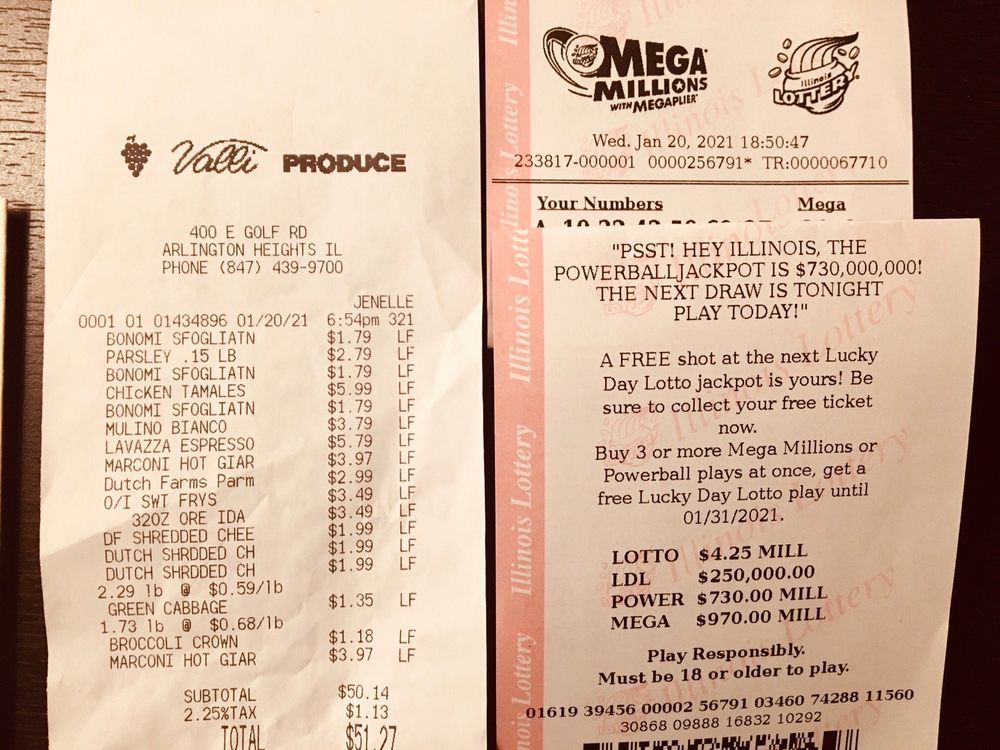 Valli PRODUCE
400 E GOLF RD
ARLINGTON HEIGHTS IL
PHONE (847) 439-9700
JENELLE
0001 01 01434896 01/20/21 6:54pm 321
BONOMI SFOGLIATN $1.79 LF
PARSLEY .15 LB $2.79 LF
BONOMI SFOGLIATN $1.79 LF
CHIcKEN TAMALES $5.99 LF
BONOMI SFOGLIATN $1.79 LF
MULINO BIANCO $3.79 LF
LAVAZZA ESPRESSO $5.79 LF
MARCONI HOT GIAR $3.97 LF
Dutch Farms Parm $2.99 LF
O/I SWT FRYS $3.49 LF
32OZ ORE IDA $3.49 LF
DF SHREDDED CHEE $1.99 LF
DUTCH SHRDDED CH $1.99 LF
DUTCH SHRDDED CH $1.99 LF
2.29 lb @ $0.59/lb
GREEN CABBAGE $1.35 LF
1.73 lb @ $0.68/lb
BROCCOLI CROWN $1.18 LF
MARCONI HOT GIAR $3.97 LF
SUBTOTAL $50.14
2.25%TAX $1.13
TOTAL $51.27
MEGA
MILLIONS
WITH MEGAPLIER
Illinois
LOTTERY
Wed. Jan 20, 2021 18:50:47
233817-000001 0000256791* TR:0000067710
Your Numbers Mega
"PSST! HEY ILLINOIS, THE
POWERBALLJACKPOT IS $730,000,000!
THE NEXT DRAW IS TONIGHT
PLAY TODAY!"
A FREE shot at the next Lucky
Day Lotto jackpot is yours! Be
sure to collect your free ticket
now.
Buy 3 or more Mega Millions or
Powerball plays at once, get a
free Lucky Day Lotto play until
01/31/2021.
LOTTO $4.25 MILL
LDL $250,000.00
POWER $730.00 MILL
MEGA $970.00 MILL
Play Responsibly.
Must be 18 or older to play.
01619 39456 00002 56791 03460 74288 11560
30868 09888 16832 10292
Illinois Lottery
Illinois Lottery
Illinois Lottery